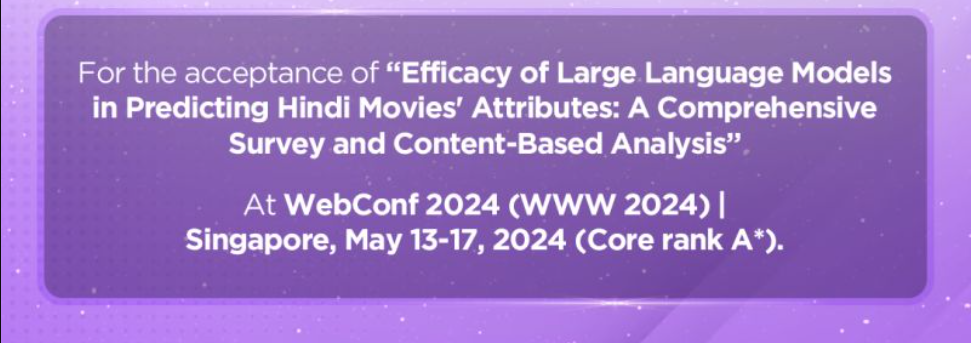 For the acceptance of “Efficacy of Large Language Models
in Predicting Hindi Movies' Attributes: A Comprehensive
Survey and Content-Based Analysis”
At WebConf 2024 (WWW 2024) |
Singapore, May 13-17, 2024 (Core rank A*).